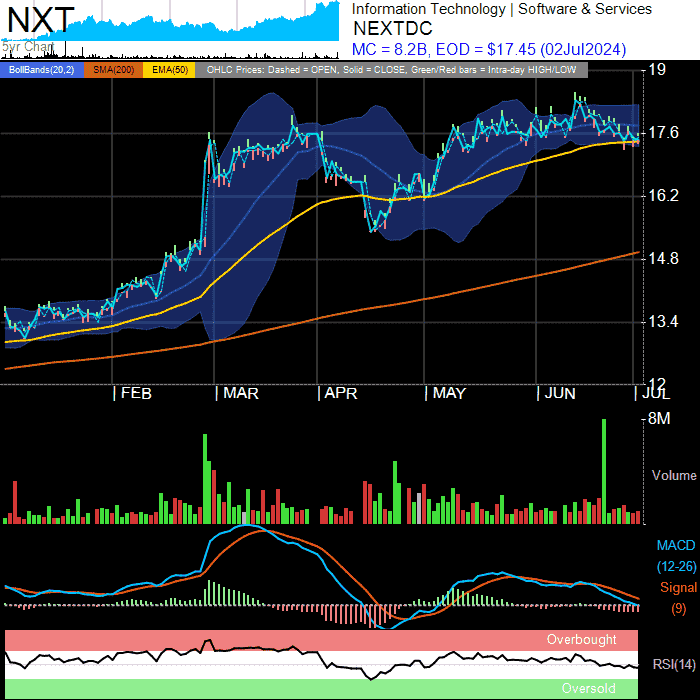 NXT
5yr Chart
Information Technology | Software & Services
NEXTDC
MC = 8.2B, EOD = $17.45 (02Jul2024)
BollBands(20,2) SMA(200) EMA(50) OHLC Prices: Dashed = OPEN, Solid = CLOSE, Green/Red bars = Intra-day HIGH/LOW
19
17.6
16.2
14.8
13.4
12
FEB MAR APR MAY JUN JUL
8M
Volume
MACD
(12-26)
Signal
(9)
Overbought
RSI(14)
Oversold